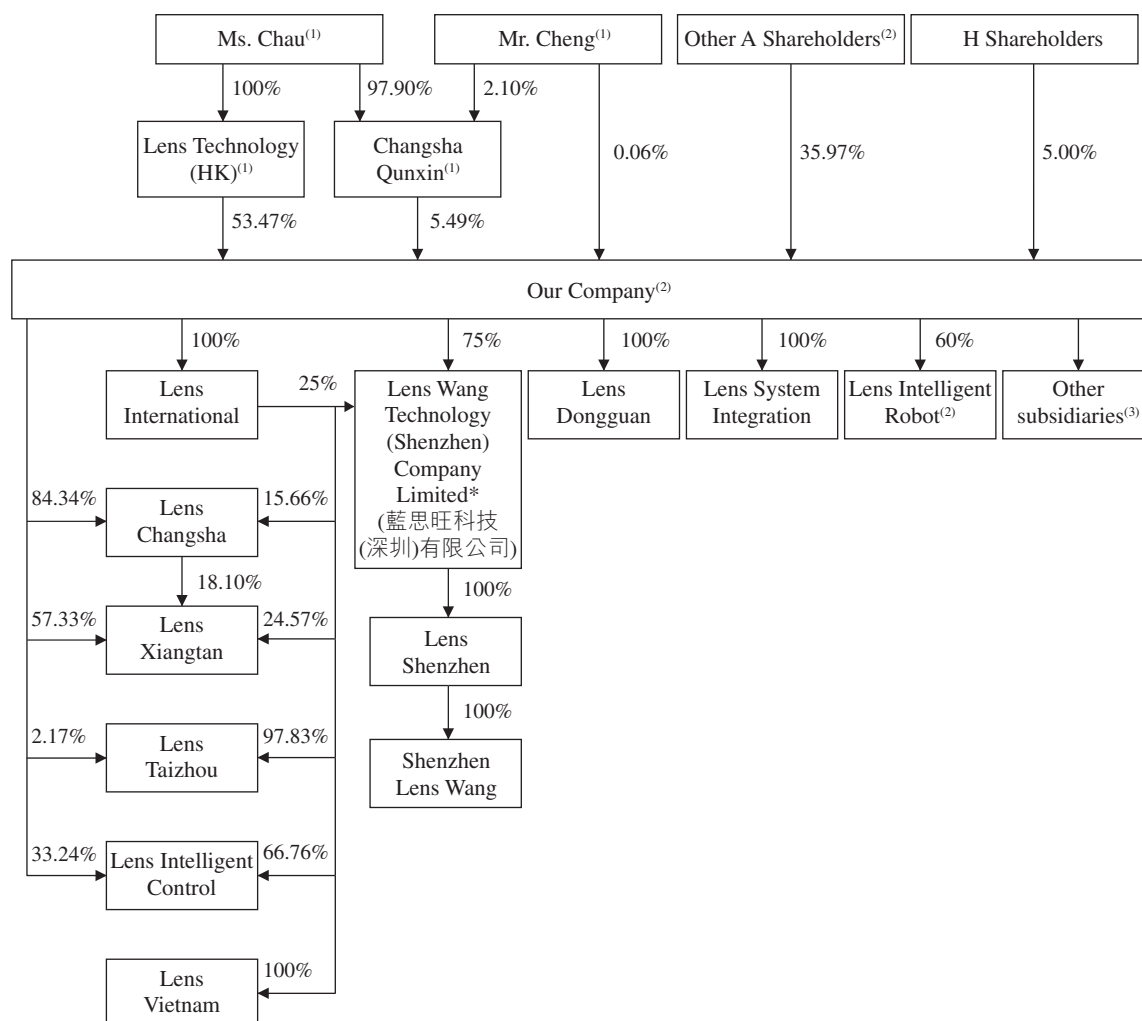 Ms. Chau(1)
Mr. Cheng(1)
Other A Shareholders(2)
H Shareholders
100%
97.90%
2.10%
Lens Technology
(HK)(1)
Changsha
Qunxin(1)
0.06%
35.97%
5.00%
53.47%
5.49%
Our Company(2)
100%
75%
100%
100%
60%
Lens
International
25%
Lens Wang
Technology
(Shenzhen)
Company
Limited*
(藍思旺科技
(深圳)有限公司)
Lens
Dongguan
Lens System
Integration
Lens Intelligent
Robot(2)
Other
subsidiaries(3)
84.34%
Lens
Changsha
15.66%
18.10%
100%
57.33%
Lens
Xiangtan
24.57%
Lens
Shenzhen
100%
2.17%
Lens
Taizhou
97.83%
Shenzhen
Lens Wang
33.24%
Lens Intelligent
Control
66.76%
Lens
Vietnam
100%